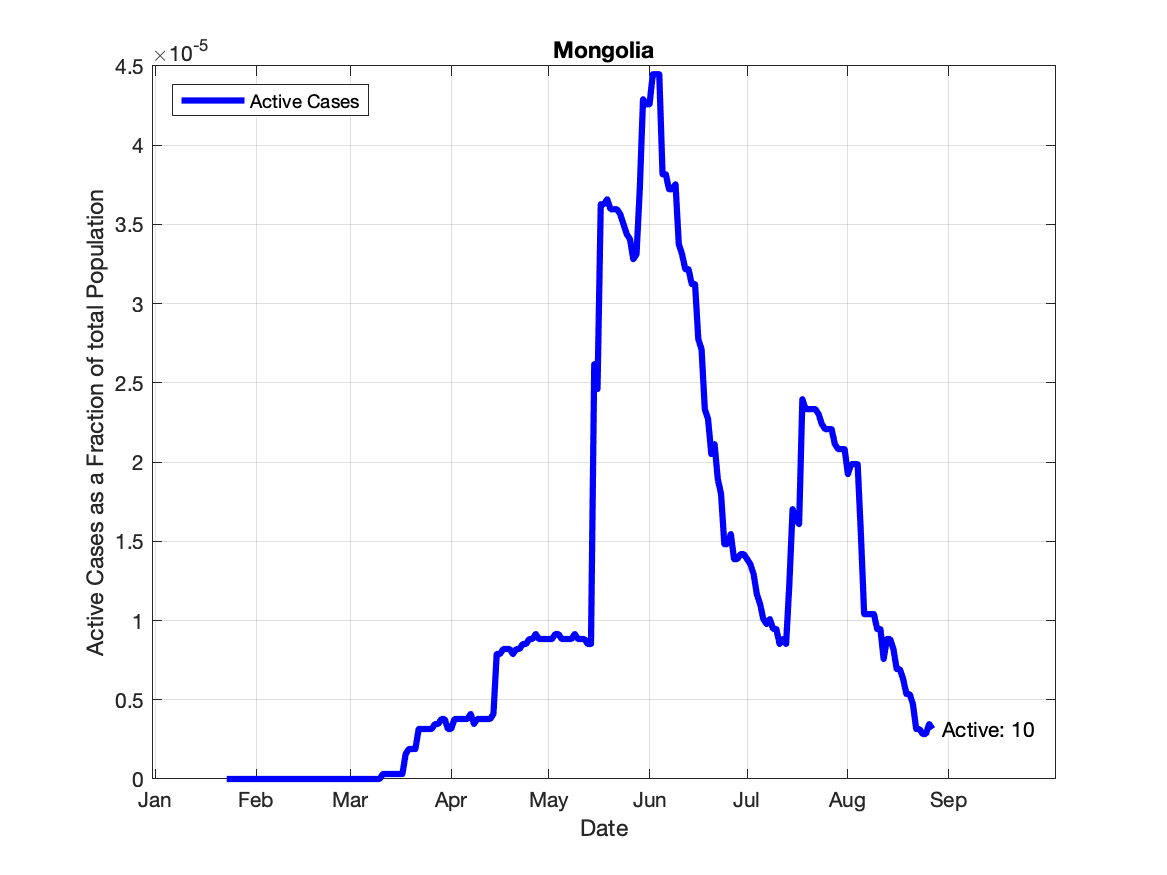 Mongolia
×10-5
Active Cases
4.5
4
3.5
3
2.5
2
1.5
1
0.5
0
Active Cases as a Fraction of total Population
Active: 10
Jan Feb Mar Apr May Jun Jul Aug Sep
Date